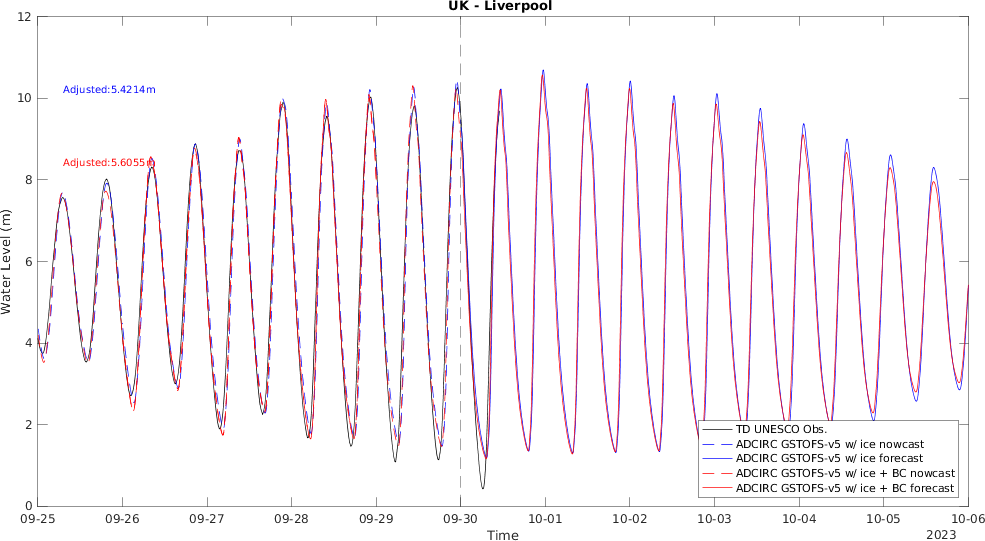 UK - Liverpool
12
10
8
6
4
2
0
Water Level (m)
Adjusted:5.4214m
Adjusted:5.6055m
TD UNESCO Obs.
ADCIRC GSTOFS-v5 w/ ice nowcast
ADCIRC GSTOFS-v5 w/ ice forecast
ADCIRC GSTOFS-v5 w/ ice + BC nowcast
ADCIRC GSTOFS-v5 w/ ice + BC forecast
09-25 09-26 09-27 09-28 09-29 09-30 10-01 10-02 10-03 10-04 10-05 10-06
Time
2023